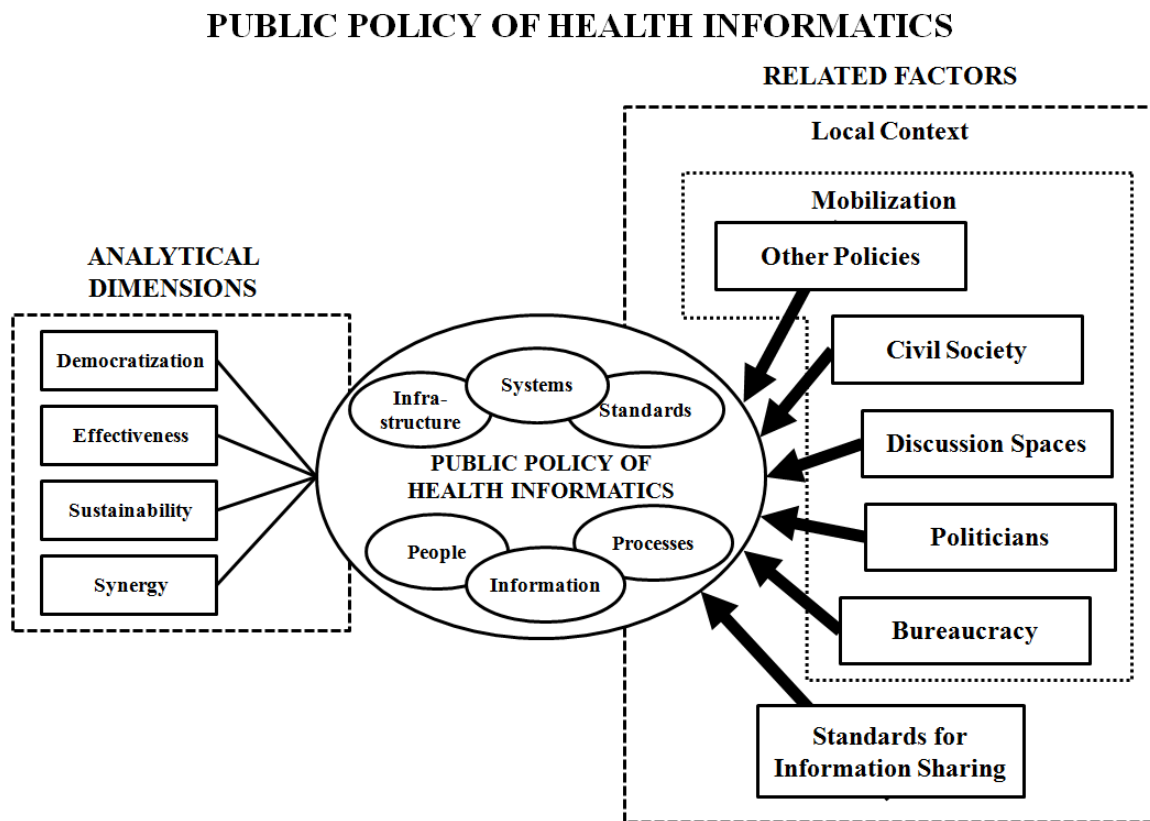 PUBLIC POLICY OF HEALTH INFORMATICS
RELATED FACTORS
Local Context
Mobilization
Other Policies
Civil Society
Discussion Spaces
Politicians
Bureaucracy
Standards for
Information Sharing
ANALYTICAL
DIMENSIONS
Democratization
Effectiveness
Sustainability
Synergy
Infra-
structure
Systems
Standards
PUBLIC POLICY OF
HEALTH INFORMATICS
People
Information
Processes